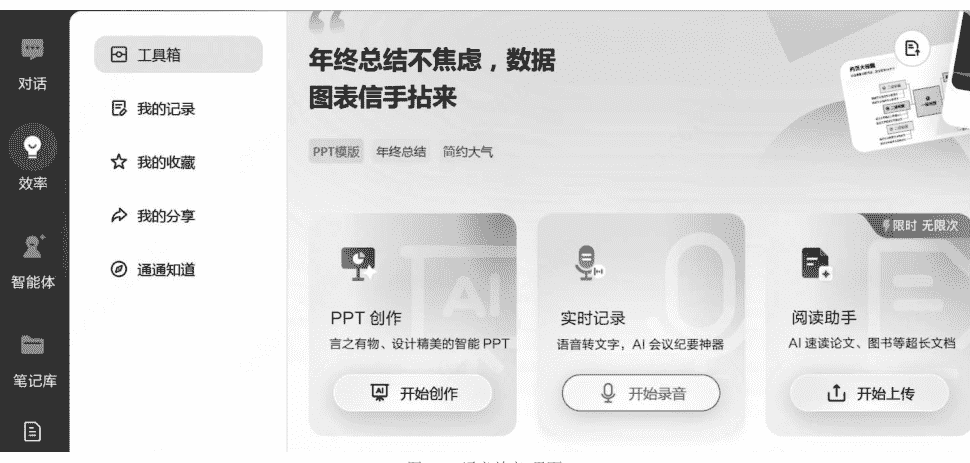 对话
效率
智能体
笔记库
工具箱
我的记录
我的收藏
我的分享
通通知道
年终总结不焦虑，数据
图表信手拈来
PPT模版 年终总结 简约大气
PPT 创作
言之有物、设计精美的智能 PPT
开始创作
实时记录
语音转文字，AI 会议纪要神器
开始录音
限时 无限次
阅读助手
AI 速读论文、图书等超长文档
开始上传